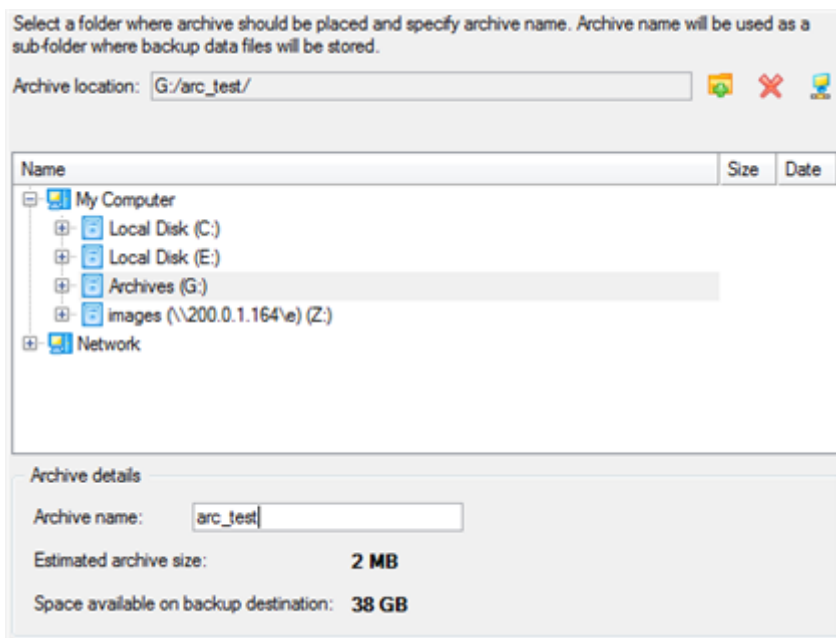 Select a folder where archive should be placed and specify archive name. Archive name will be used as a
sub-folder where backup data files will be stored.
Archive location: G:/arc_test/
Name Size Date
My Computer
Local Disk (C:)
Local Disk (E:)
Archives (G:)
images (\\200.0.1.164\e) (Z:)
Network
Archive details
Archive name: arc_test
Estimated archive size: 2 MB
Space available on backup destination: 38 GB